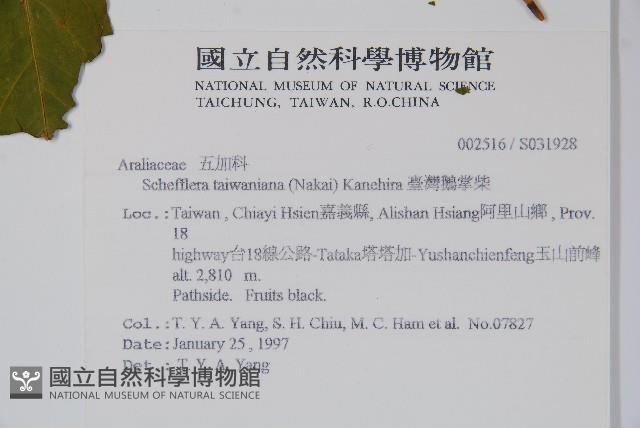 國立自然科學博物館
NATIONAL MUSEUM OF NATURAL SCIENCE
TAICHUNG, TAIWAN, R.O.CHINA
002516 / S031928
Araliaceae 五加科
Schefflera taiwaniana (Nakai) Kanehira 臺灣鵝掌柴
Loc.:Taiwan , Chiayi Hsien嘉義縣, Alishan Hsiang阿里山鄉 , Prov.
18
highway台18線公路-Tataka塔塔加-Yushanchienfeng玉山前峰
alt. 2,810 m.
Pathside. Fruits black.
Col.:T. Y. A. Yang, S. H. Chiu, M. C. Ham et al. No.07827
Date:January 25 , 1997
Det.:T. Y. A. Yang
國立自然科學博物館
NATIONAL MUSEUM OF NATURAL SCIENCE